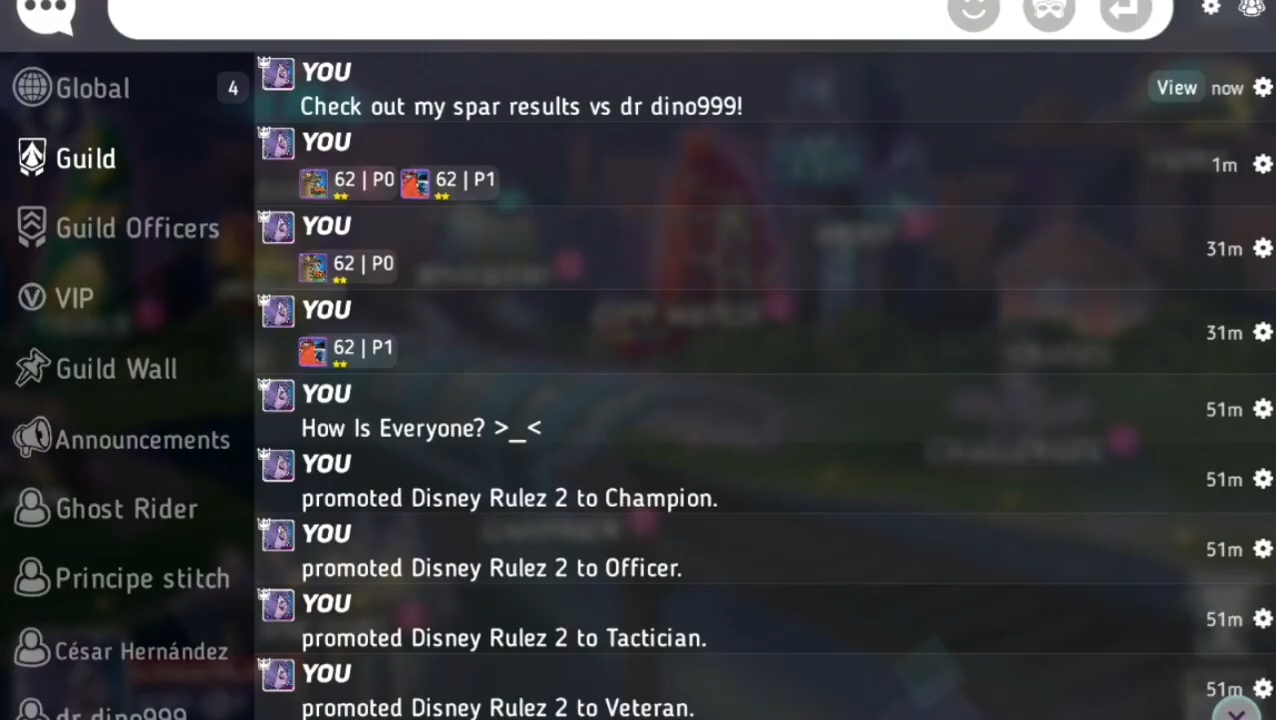 Global
4
Guild
Guild Officers
VIP
Guild Wall
Announcements
Ghost Rider
Principe stitch
César Hernández
dr dino999
YOU
Check out my spar results vs dr dino999!
View now
YOU
62 | P0 62 | P1
1m
YOU
62 | P0
31m
YOU
62 | P1
31m
YOU
How Is Everyone? >_<
51m
YOU
promoted Disney Rulez 2 to Champion.
51m
YOU
promoted Disney Rulez 2 to Officer.
51m
YOU
promoted Disney Rulez 2 to Tactician.
51m
YOU
promoted Disney Rulez 2 to Veteran.
51m